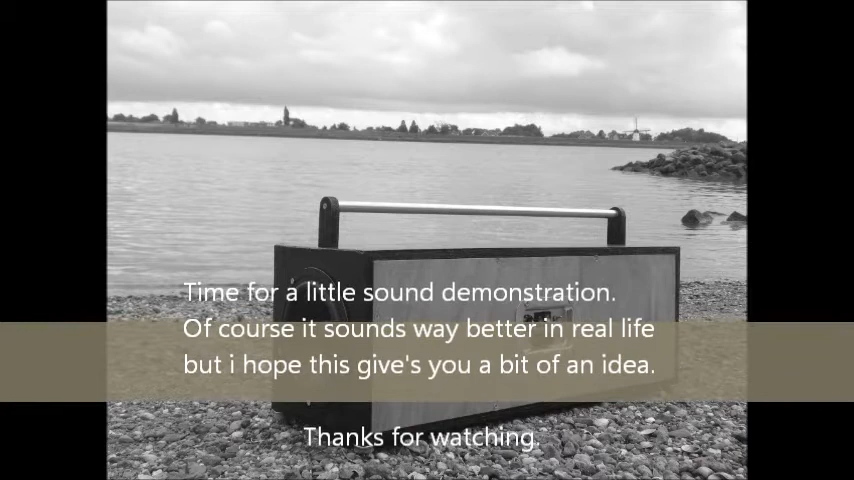 Time for a little sound demonstration.
Of course it sounds way better in real life
but i hope this give's you a bit of an idea.
Thanks for watching.